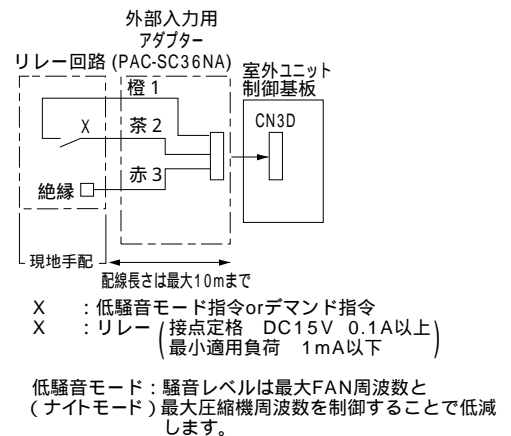 外部入力用
アダプター
(PAC-SC36NA)
リレー回路
室外ユニット
制御基板
橙 1
X
茶 2
CN3D
赤 3
絶縁
現地手配
配線長さは最大10mまで
X :低騒音モード指令orデマンド指令
X :リレー(接点定格 DC15V 0.1A以上
最小適用負荷 1mA以下)
低騒音モード:騒音レベルは最大FAN周波数と
(ナイトモード)最大圧縮機周波数を制御することで低減
します。